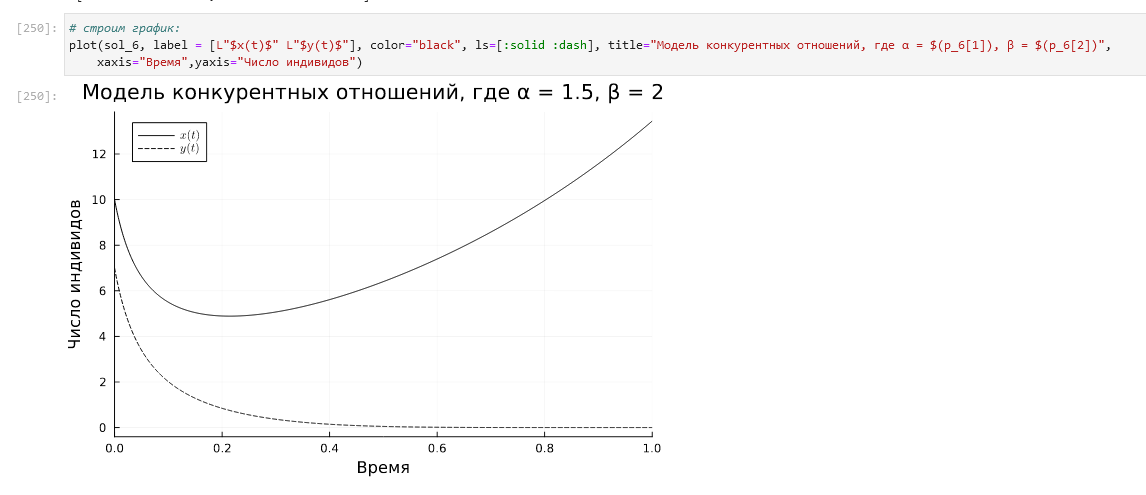 [250]: # строим график:
plot(sol_6, label = [L"$x(t)$" L"$y(t)$"], color="black", ls=[:solid :dash], title="Модель конкурентных отношений, где α = $(p_6[1]), β = $(p_6[2])",
xaxis="Время",yaxis="Число индивидов")
[250]:
Модель конкурентных отношений, где α = 1.5, β = 2
x(t)
y(t)
Число индивидов
12
10
8
6
4
2
0
0.0 0.2 0.4 0.6 0.8 1.0
Время